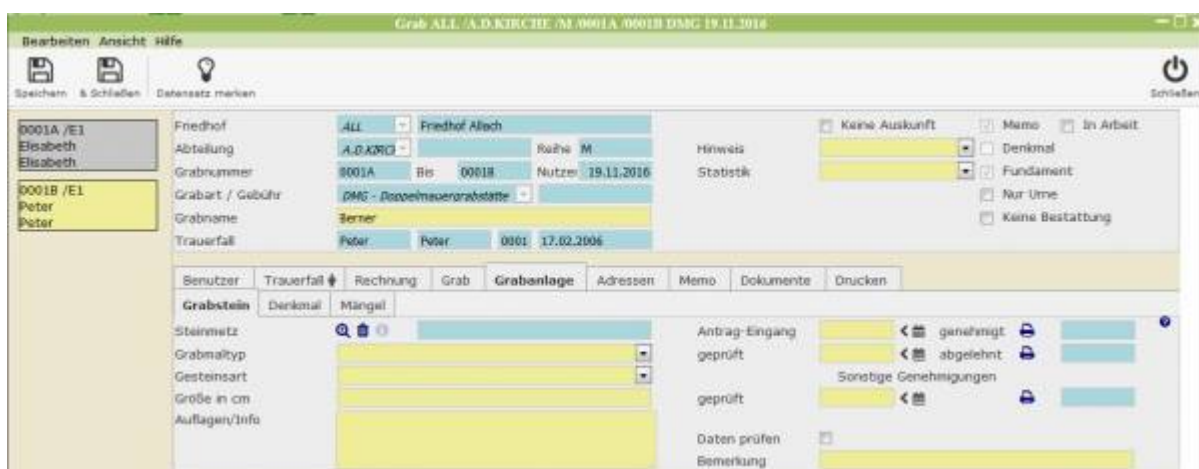 Grab ALL /A.D.KIRCHE /M /0001A /0001B DMG 19.11.2016
Bearbeiten Ansicht Hilfe
Speichern & Schließen Datensatz merken Schließen
0001A /E1
Elisabeth
Elisabeth
0001B /E1
Peter
Peter
Friedhof ALL Friedhof Allach Keine Auskunft Memo In Arbeit
Abteilung A.D.KIRC Reihe M Hinweis Denkmal
Grabnummer 0001A Bis 0001B Nutzer 19.11.2016 Statistik Fundament
Grabart / Gebühr DMG - Doppelmauergrabstätte Nur Urne
Grabname Berner Keine Bestattung
Trauerfall Peter Peter 0001 17.02.2006
Benutzer Trauerfall Rechnung Grab Grabanlage Adressen Memo Dokumente Drucken
Grabstein Denkmal Mängel
Steinmetz Antrag-Eingang genehmigt
Grabmaltyp geprüft abgelehnt
Gesteinsart Sonstige Genehmigungen
Größe in cm geprüft
Auflagen/Info
Daten prüfen
Bemerkung